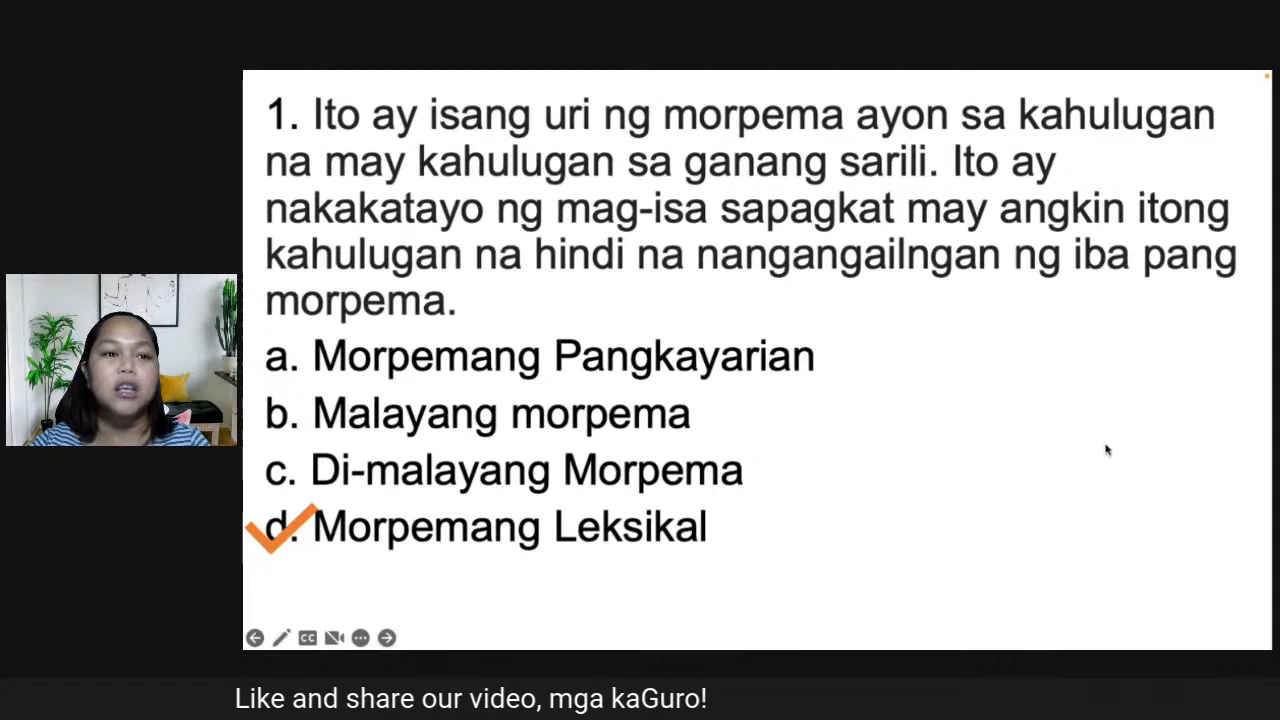 1. Ito ay isang uri ng morpema ayon sa kahulugan
na may kahulugan sa ganang sarili. Ito ay
nakakatayo ng mag-isa sapagkat may angkin itong
kahulugan na hindi na nangangailngan ng iba pang
morpema.
a. Morpemang Pangkayarian
b. Malayang morpema
c. Di-malayang Morpema
d. Morpemang Leksikal
CC
Like and share our video, mga kaGuro!